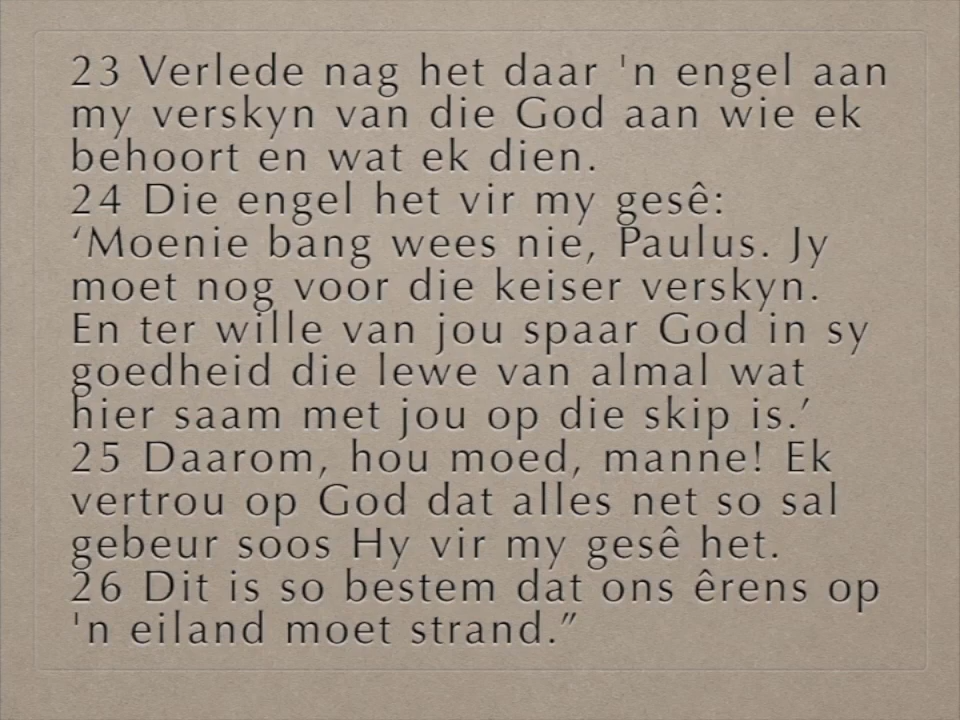 23 Verlede nag het daar 'n engel aan
my verskyn van die God aan wie ek
behoort en wat ek dien.
24 Die engel het vir my gesê:
‘Moenie bang wees nie, Paulus. Jy
moet nog voor die keiser verskyn.
En ter wille van jou spaar God in sy
goedheid die lewe van almal wat
hier saam met jou op die skip is.’
25 Daarom, hou moed, manne! Ek
vertrou op God dat alles net so sal
gebeur soos Hy vir my gesê het.
26 Dit is so bestem dat ons êrens op
'n eiland moet strand.”